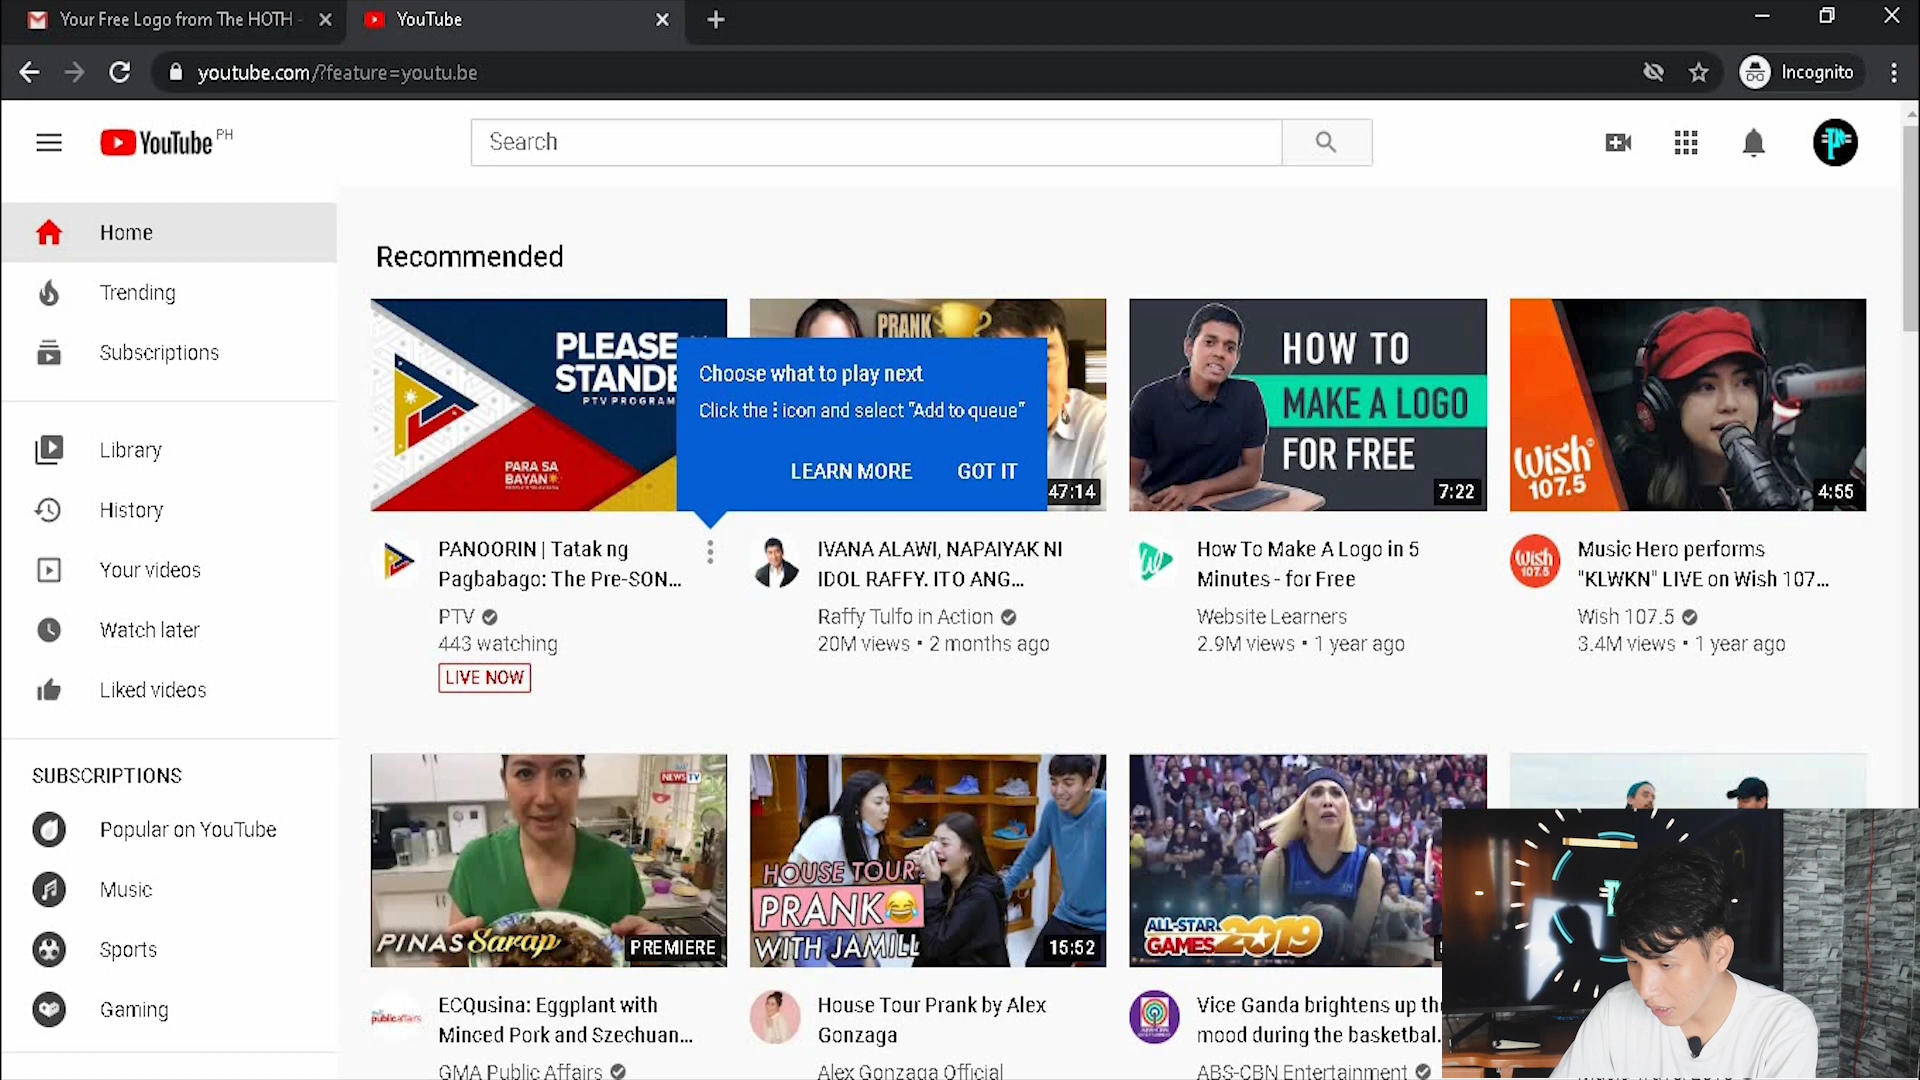 Your Free Logo from The HOTH -
YouTube
youtube.com/?feature=youtu.be
Incognito
YouTube PH
Search
Home
Trending
Subscriptions
Library
History
Your videos
Watch later
Liked videos
SUBSCRIPTIONS
Popular on YouTube
Music
Sports
Gaming
Recommended
PLEASE
STANDB
PTV PROGRAM
PARA SA
BAYAN
PRANK
Choose what to play next
Click the ⋮ icon and select "Add to queue"
LEARN MORE GOT IT
47:14
HOW TO
MAKE A LOGO
FOR FREE
7:22
wish
107.5
4:55
PANOORIN | Tatak ng
Pagbabago: The Pre-SON...
PTV
443 watching
LIVE NOW
IVANA ALAWI, NAPAIYAK NI
IDOL RAFFY. ITO ANG...
Raffy Tulfo in Action
20M views • 2 months ago
How To Make A Logo in 5
Minutes - for Free
Website Learners
2.9M views • 1 year ago
wish
107.5
Music Hero performs
"KLWKN" LIVE on Wish 107...
Wish 107.5
3.4M views • 1 year ago
NEWS TV
PINAS Sarap
PREMIERE
HOUSE TOUR
PRANK
WITH JAMILL
15:52
ALL-STAR
GAMES 2019
publicaffairs
ECQusina: Eggplant with
Minced Pork and Szechuan...
GMA Public Affairs
House Tour Prank by Alex
Gonzaga
Alex Gonzaga Official
Vice Ganda brightens up th
mood during the basketbal.
ABS-CBN Entertainment